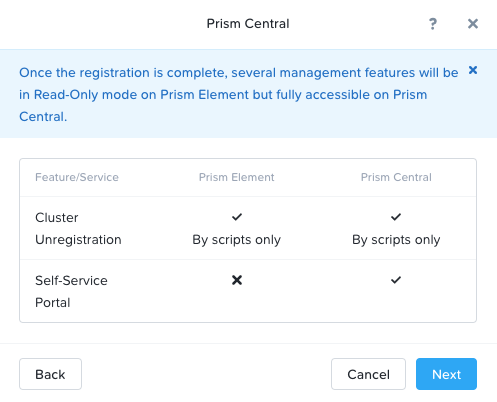 Prism Central
?
Once the registration is complete, several management features will be
in Read-Only mode on Prism Element but fully accessible on Prism
Central.
Feature/Service Prism Element Prism Central
Cluster
Unregistration By scripts only By scripts only
Self-Service
Portal
Back Cancel Next